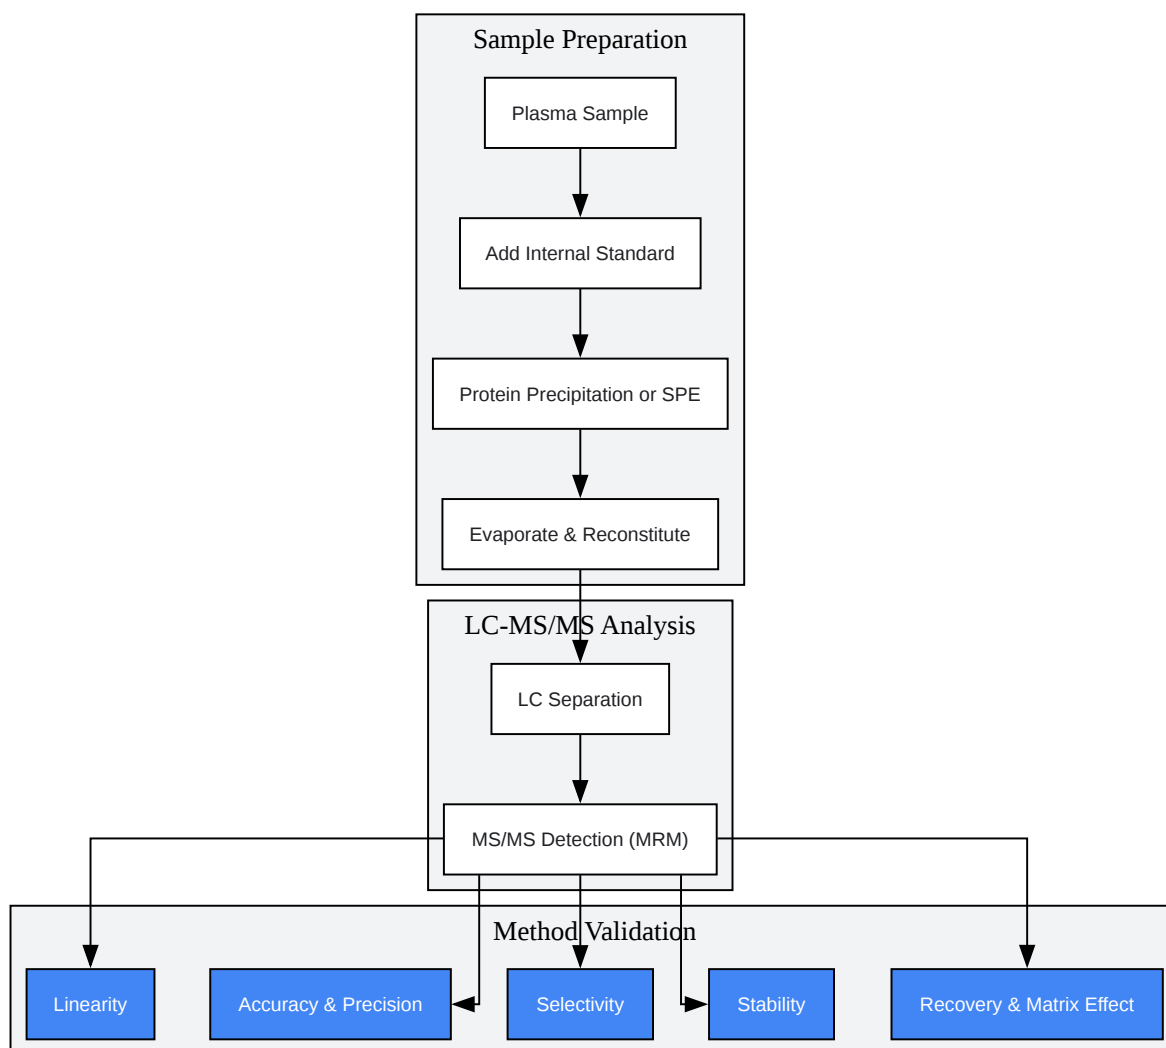 Sample Preparation
Plasma Sample
Add Internal Standard
Protein Precipitation or SPE
Evaporate & Reconstitute
LC-MS/MS Analysis
LC Separation
MS/MS Detection (MRM)
Method Validation
Linearity
Accuracy & Precision
Selectivity
Stability
Recovery & Matrix Effect